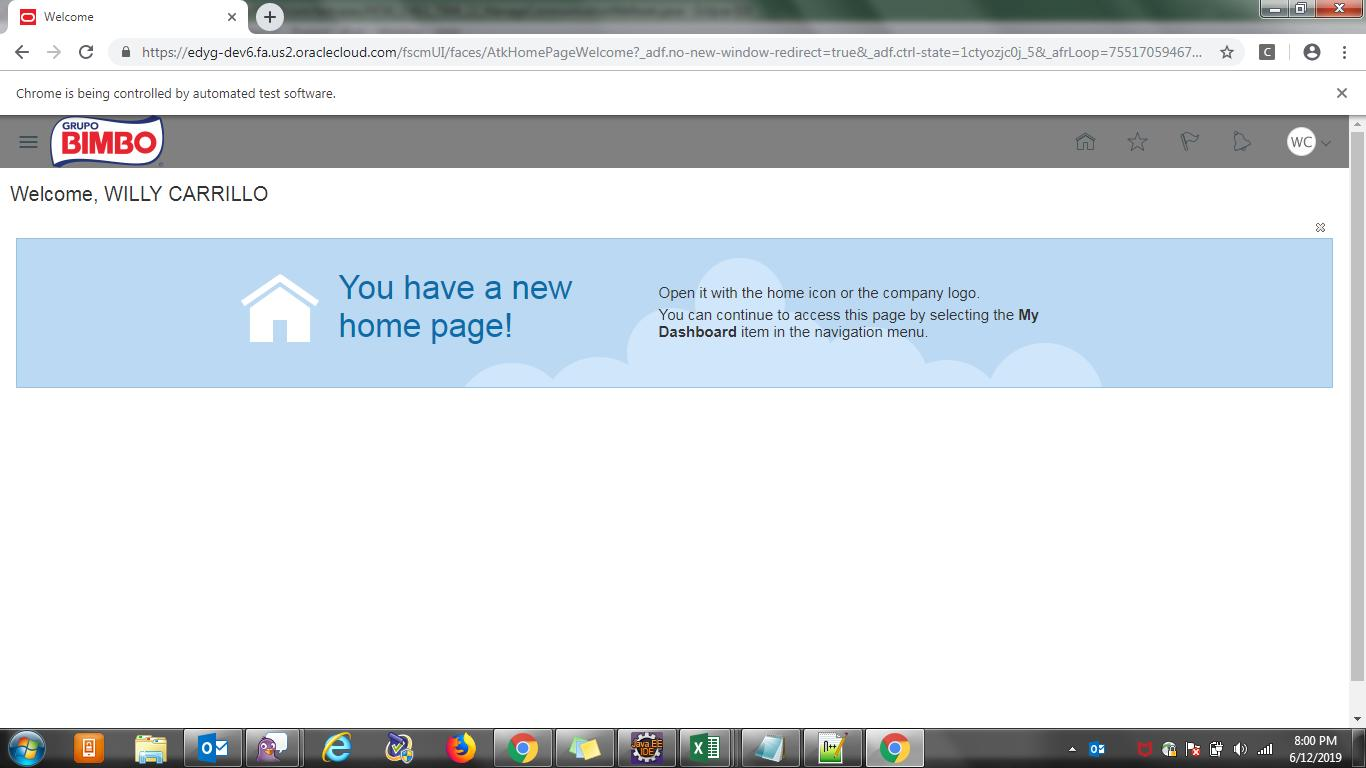 Welcome
https://edyg-dev6.fa.us2.oraclecloud.com/fscmUI/faces/AtkHomePageWelcome?_adf.no-new-window-redirect=true&_adf.ctrl-state=1ctyozjc0j_5&_afrLoop=75517059467...
C
Chrome is being controlled by automated test software.
GRUPO
BIMBO
WC
Welcome, WILLY CARRILLO
You have a new
home page!
Open it with the home icon or the company logo.
You can continue to access this page by selecting the My
Dashboard item in the navigation menu.
Java EE
IDE
8:00 PM
6/12/2019